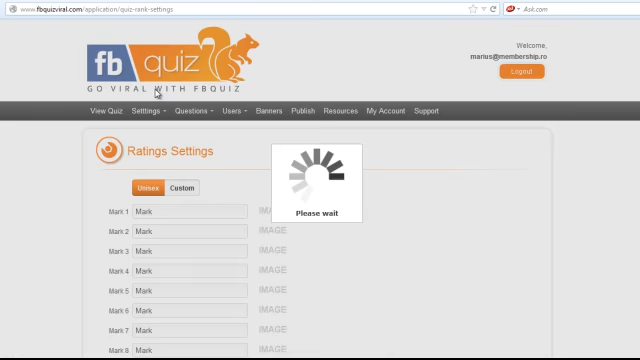 www.fbquizviral.com/application/quiz-rank-settings
Ask.com
fb quiz
GO VIRAL WITH FBQUIZ
Welcome,
marius@membership.ro
Logout
View Quiz Setttings Questions Users Banners Publish Resources My Account Support
Ratings Settings
Unisex Custom
Please wait
Mark 1 Mark IMAGE
Mark 2 Mark IMAGE
Mark 3 Mark IMAGE
Mark 4 Mark IMAGE
Mark 5 Mark IMAGE
Mark 6 Mark IMAGE
Mark 7 Mark IMAGE
Mark 8 Mark IMAGE